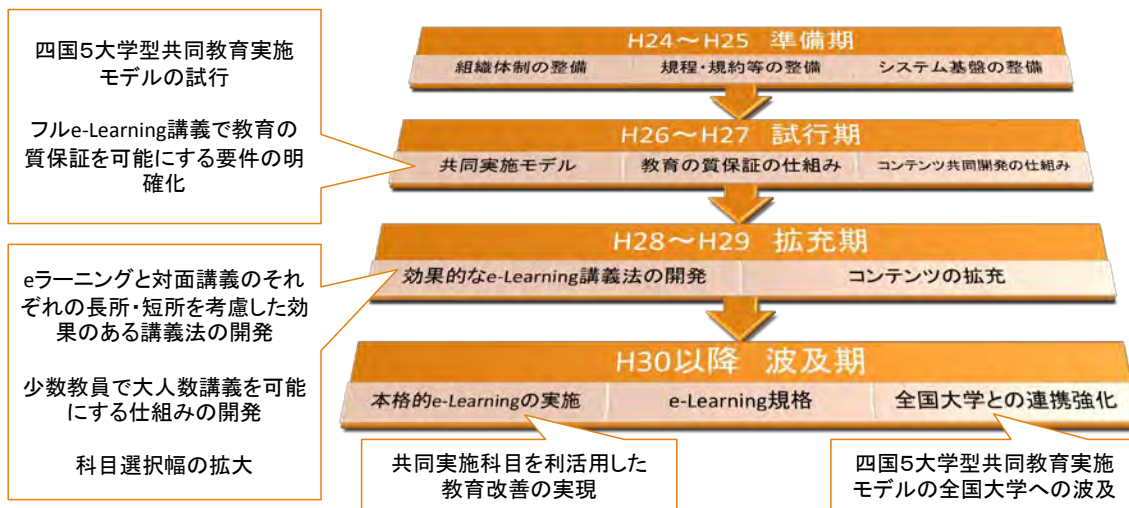 四国5大学型共同教育実施
モデルの試行
フルe-Learning講義で教育の
質保証を可能にする要件の明
確化
H24～H25 準備期
組織体制の整備 規程・規約等の整備 システム基盤の整備
H26～H27 試行期
共同実施モデル 教育の質保証の仕組み コンテンツ共同開発の仕組み
H28～H29 拡充期
効果的なe-Learning講義法の開発 コンテンツの拡充
eラーニングと対面講義のそれ
ぞれの長所・短所を考慮した効
果のある講義法の開発
少数教員で大人数講義を可能
にする仕組みの開発
科目選択幅の拡大
H30以降 波及期
本格的e-Learningの実施 e-Learning規格 全国大学との連携強化
共同実施科目を利活用した
教育改善の実現
四国5大学型共同教育実施
モデルの全国大学への波及